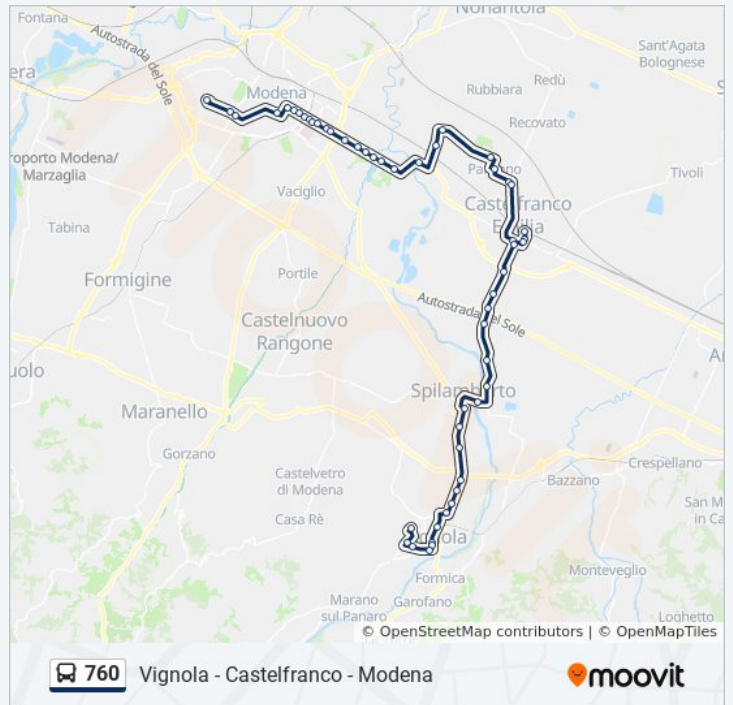 Fontana
Nonantola
Autostrada del Sole
Sant'Agata
Bolognese
era
Modena
Redù
Rubbiara
Recovato
roporto Modena/
Marzaglia
Tivoli
Vaciglio
Castelfranco
Emilia
Tabina
Portile
Formigine
Autostrada del Sole
Castelnuovo
Rangone
uolo
Spilamberto
Maranello
Gorzano
Crespellano
Castelvetro
di Modena
Bazzano
San M
in Ca
Casa Rè
Formica
Monteveglio
Marano
sul Panaro
Garofano
Loghetto
© OpenStreetMap contributors | © OpenMapTiles
760 Vignola - Castelfranco - Modena
moovit